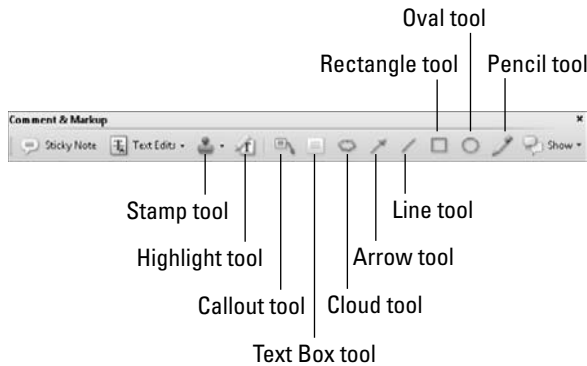 Oval tool
Rectangle tool Pencil tool
Comment & Markup
Sticky Note Text Edits Show
Stamp tool Line tool
Highlight tool Arrow tool
Callout tool Cloud tool
Text Box tool